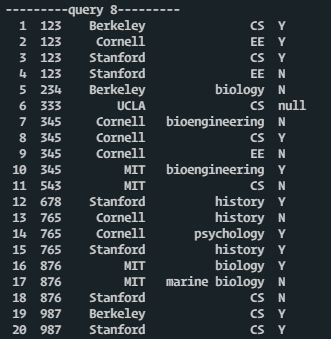 ---------query 8---------
1 123 Berkeley CS Y
2 123 Cornell EE Y
3 123 Stanford CS Y
4 123 Stanford EE N
5 234 Berkeley biology N
6 333 UCLA CS null
7 345 Cornell bioengineering N
8 345 Cornell CS Y
9 345 Cornell EE N
10 345 MIT bioengineering Y
11 543 MIT CS N
12 678 Stanford history Y
13 765 Cornell history N
14 765 Cornell psychology Y
15 765 Stanford history Y
16 876 MIT biology Y
17 876 MIT marine biology N
18 876 Stanford CS N
19 987 Berkeley CS Y
20 987 Stanford CS Y